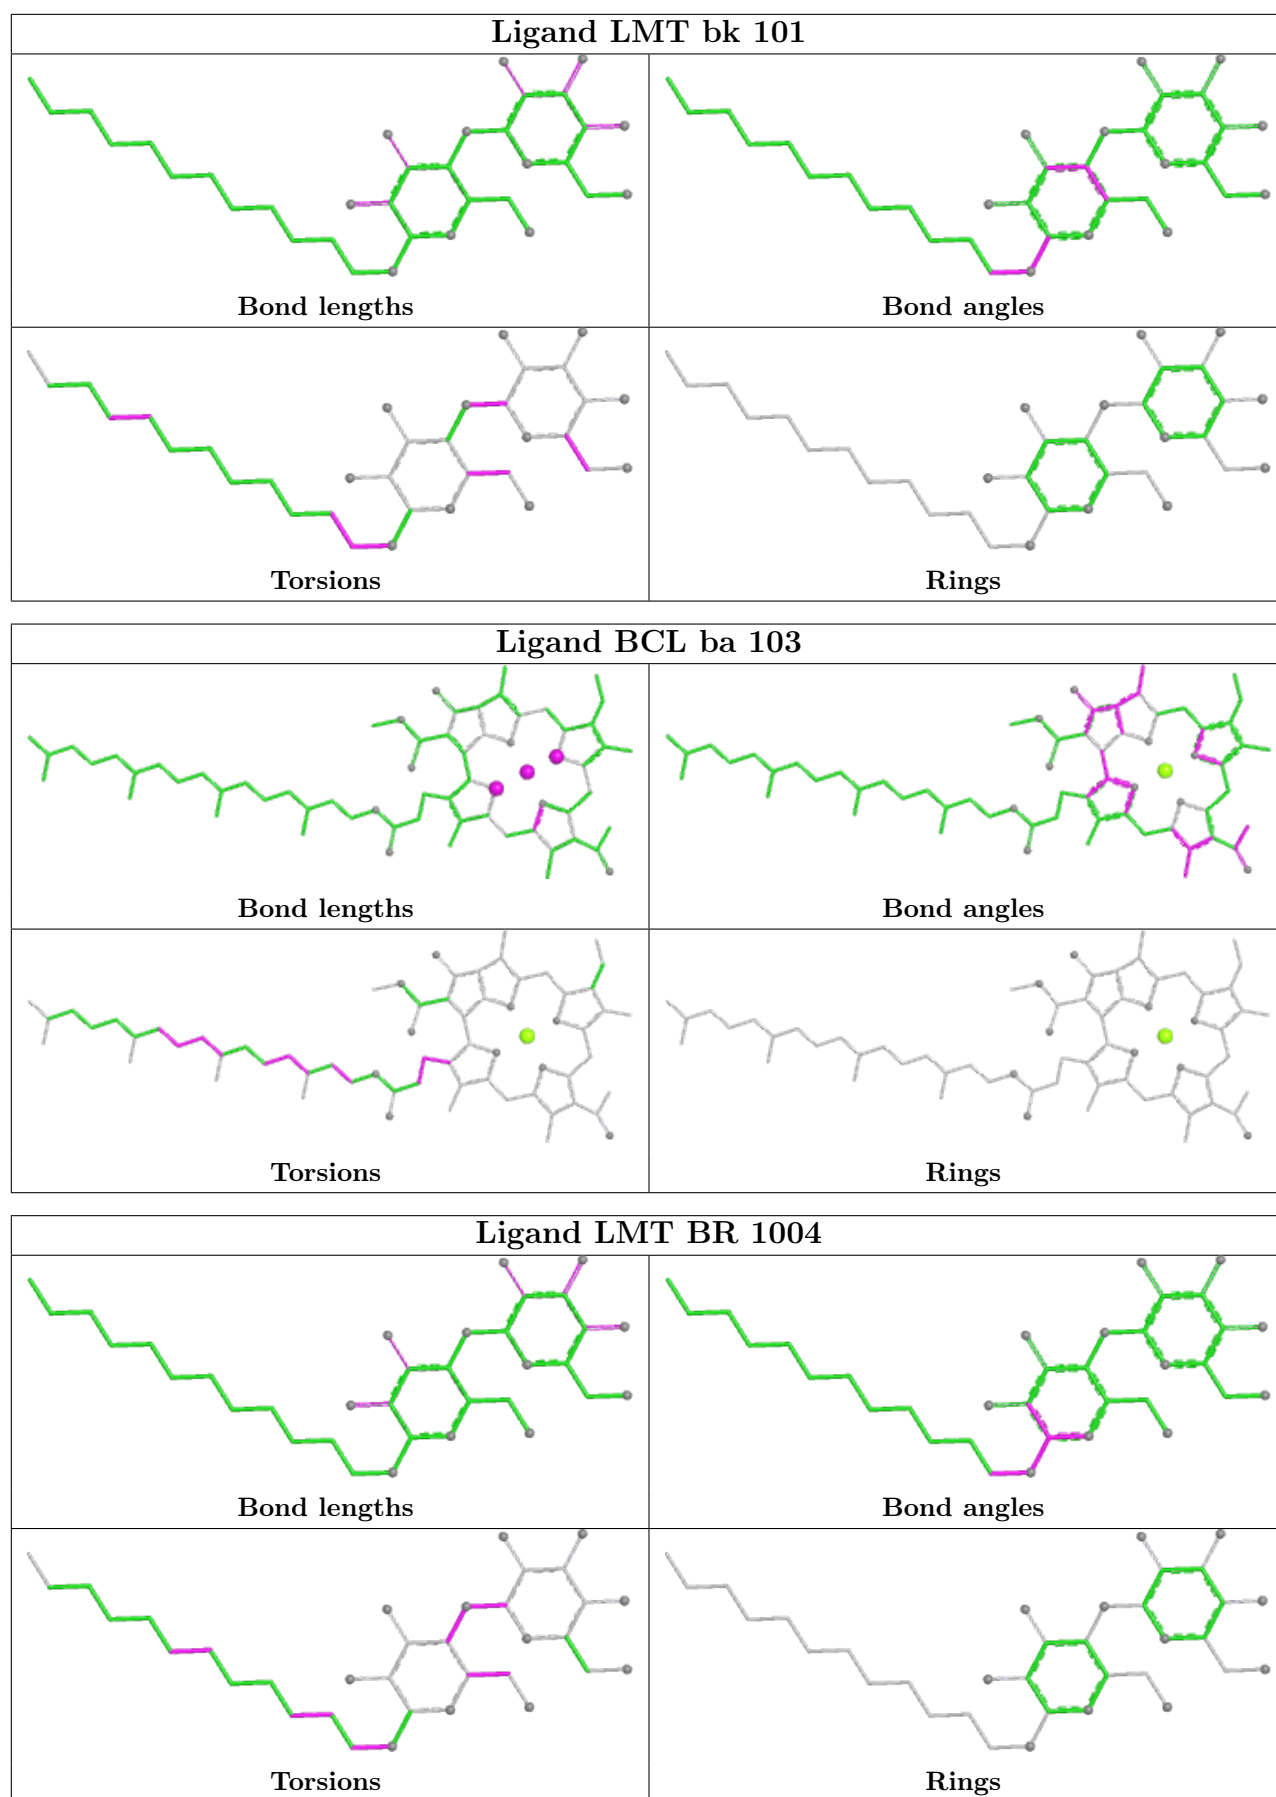 Ligand LMT bk 101
Bond lengths
Bond angles
Torsions
Rings
Ligand BCL ba 103
Bond lengths
Bond angles
Torsions
Rings
Ligand LMT BR 1004
Bond lengths
Bond angles
Torsions
Rings